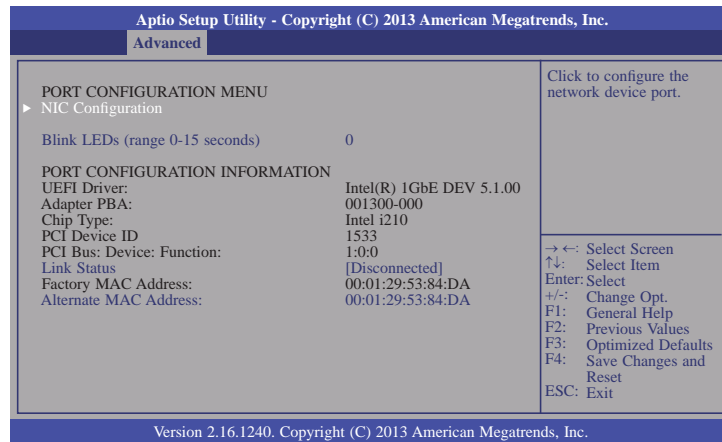 Aptio Setup Utility - Copyright (C) 2013 American Megatrends, Inc.
Advanced
PORT CONFIGURATION MENU
► NIC Configuration
Blink LEDs (range 0-15 seconds) 0
PORT CONFIGURATION INFORMATION
UEFI Driver: Intel(R) 1GbE DEV 5.1.00
Adapter PBA: 001300-000
Chip Type: Intel i210
PCI Device ID 1533
PCI Bus: Device: Function: 1:0:0
Link Status [Disconnected]
Factory MAC Address: 00:01:29:53:84:DA
Alternate MAC Address: 00:01:29:53:84:DA
Click to configure the
network device port.
→ ←: Select Screen
↑↓: Select Item
Enter: Select
+/-: Change Opt.
F1: General Help
F2: Previous Values
F3: Optimized Defaults
F4: Save Changes and
Reset
ESC: Exit
Version 2.16.1240. Copyright (C) 2013 American Megatrends, Inc.